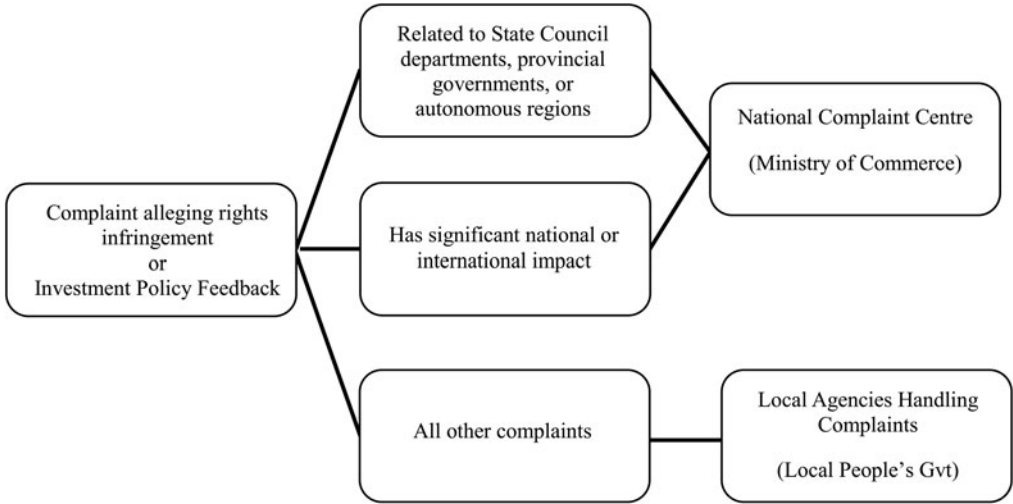 Complaint alleging rights
infringement
or
Investment Policy Feedback
Related to State Council
departments, provincial
governments, or
autonomous regions
Has significant national or
international impact
All other complaints
National Complaint Centre
(Ministry of Commerce)
Local Agencies Handling
Complaints
(Local People's Gvt)